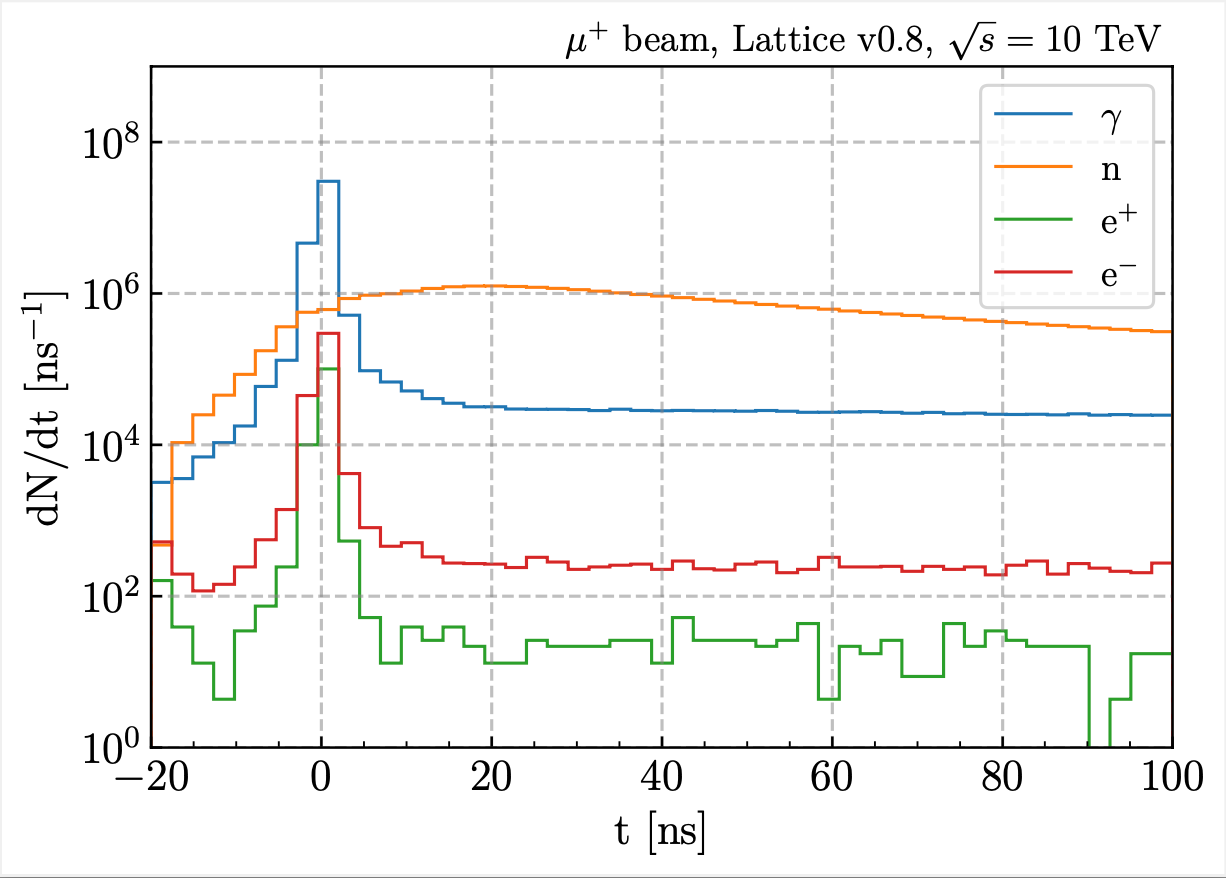 μ⁺ beam, Lattice v0.8, √s = 10 TeV
γ
n
e⁺
e⁻
10⁸
10⁶
10⁴
10²
10⁰
dN/dt [ns⁻¹]
−20 0 20 40 60 80 100
t [ns]